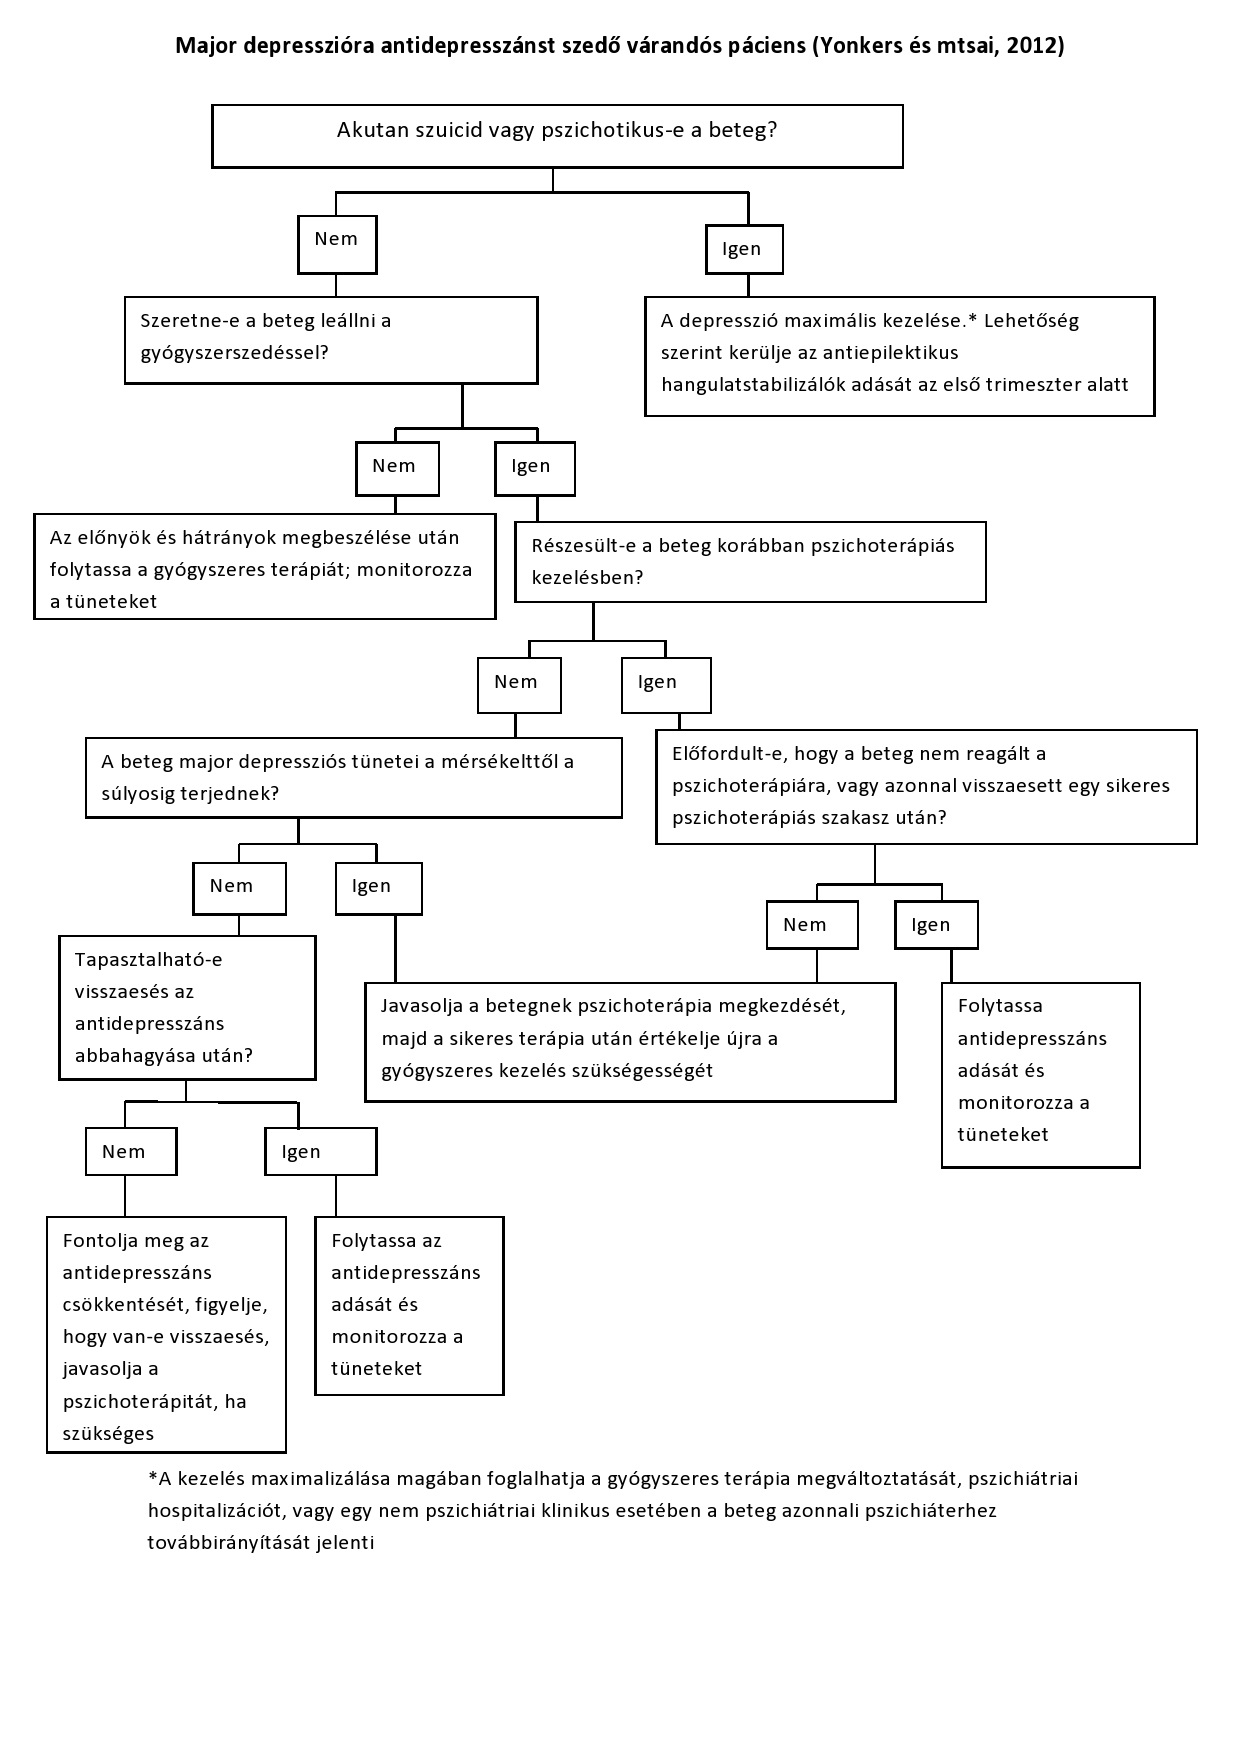 Major depresszióra antidepresszánst szedő várandós páciens (Yonkers és mtsai, 2012)
Akutan szuicid vagy pszichotikus-e a beteg?
Nem
Igen
Szeretne-e a beteg leállni a
gyógyszerszedéssel?
A depresszió maximális kezelése.* Lehetőség
szerint kerülje az antiepilektikus
hangulatstabilizálók adását az első trimeszter alatt
Nem
Igen
Az előnyök és hátrányok megbeszélése után
folytassa a gyógyszeres terápiát; monitorozza
a tüneteket
Részesült-e a beteg korábban pszichoterápiás
kezelésben?
Nem
Igen
A beteg major depressziós tünetei a mérsékelttől a
súlyosig terjednek?
Előfordult-e, hogy a beteg nem reagált a
pszichoterápiára, vagy azonnal visszaesett egy sikeres
pszichoterápiás szakasz után?
Nem
Igen
Nem
Igen
Tapasztalható-e
visszaesés az
antidepresszáns
abbahagyása után?
Javasolja a betegnek pszichoterápia megkezdését,
majd a sikeres terápia után értékelje újra a
gyógyszeres kezelés szükségességét
Folytassa
antidepresszáns
adását és
monitorozza a
tüneteket
Nem
Igen
Fontolja meg az
antidepresszáns
csökkentését, figyelje,
hogy van-e visszaesés,
javasolja a
pszichoterápitát, ha
szükséges
Folytassa az
antidepresszáns
adását és
monitorozza a
tüneteket
*A kezelés maximalizálása magában foglalhatja a gyógyszeres terápia megváltoztatását, pszichiátriai
hospitalizációt, vagy egy nem pszichiátriai klinikus esetében a beteg azonnali pszichiáterhez
továbbirányítását jelenti